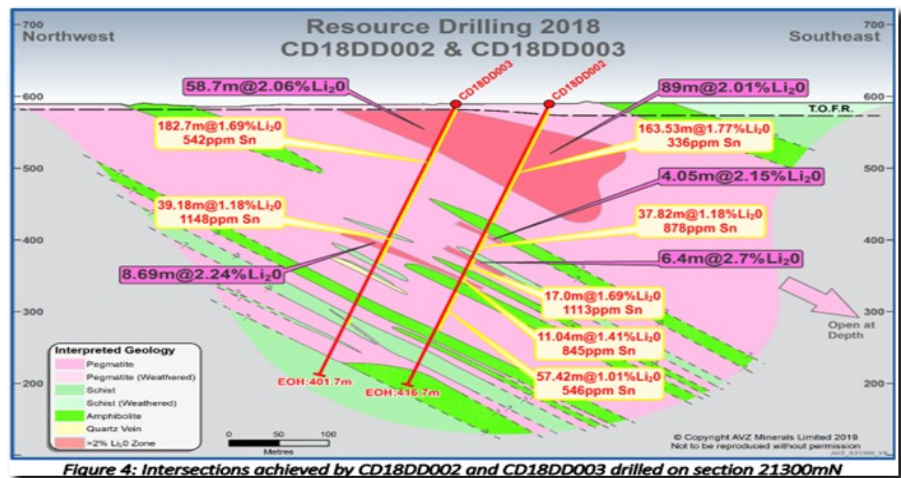 Resource Drilling 2018
CD18DD002 & CD18DD003
700
Northwest
700
Southeast
CD18DD003
CD18DD002
58.7m@2.06%Li₂0
89m@2.01%Li₂0
600
600
T.O.F.R.
182.7m@1.69%Li₂0
542ppm Sn
163.53m@1.77%Li₂0
336ppm Sn
500
500
4.05m@2.15%Li₂0
39.18m@1.18%Li₂0
1148ppm Sn
37.82m@1.18%Li₂0
878ppm Sn
400
400
8.69m@2.24%Li₂0
6.4m@2.7%Li₂0
17.0m@1.69%Li₂0
1113ppm Sn
300
300
Open at
Depth
11.04m@1.41%Li₂0
845ppm Sn
57.42m@1.01%Li₂0
546ppm Sn
EOH:401.7m
EOH:416.7m
200
200
Interpreted Geology
Pegmatite
Pegmatite (Weathered)
Schist
Schist (Weathered)
Amphibolite
Quartz Vein
>2% Li₂0 Zone
0 50 100
Metres
© Copyright AVZ Minerals Limited 2019
Not to be reproduced without permission
Figure 4: Intersections achieved by CD18DD002 and CD18DD003 drilled on section 21300mN